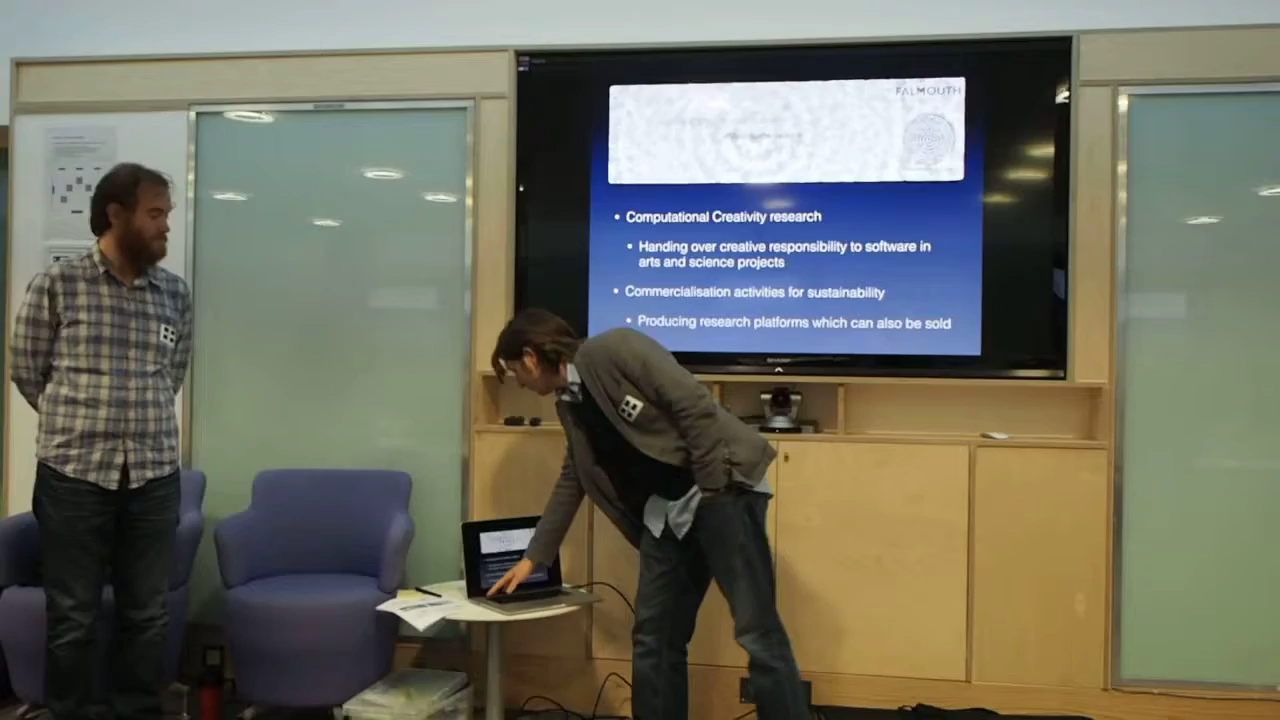 FALMOUTH
• Computational Creativity research
• Handing over creative responsibility to software in
arts and science projects
• Commercialisation activities for sustainability
• Producing research platforms which can also be sold
SHARP